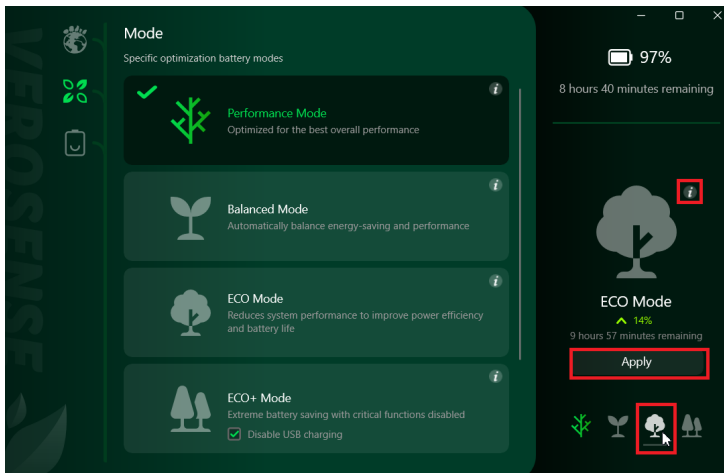 VEROSENSE
Mode
Specific optimization battery modes
Performance Mode
Optimized for the best overall performance
Balanced Mode
Automatically balance energy-saving and performance
ECO Mode
Reduces system performance to improve power efficiency
and battery life
ECO+ Mode
Extreme battery saving with critical functions disabled
Disable USB charging
97%
8 hours 40 minutes remaining
i
ECO Mode
14%
9 hours 57 minutes remaining
Apply